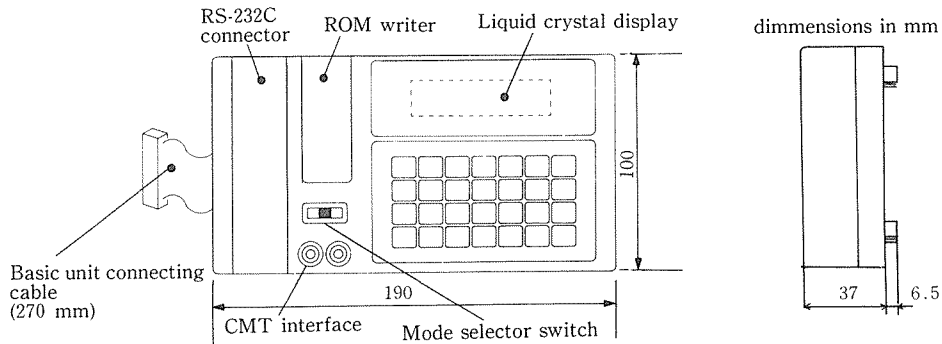 RS-232C
connector
ROM writer
Liquid crystal display
dimmensions in mm
100
Basic unit connecting
cable
(270 mm)
190
CMT interface
Mode selector switch
37
6.5